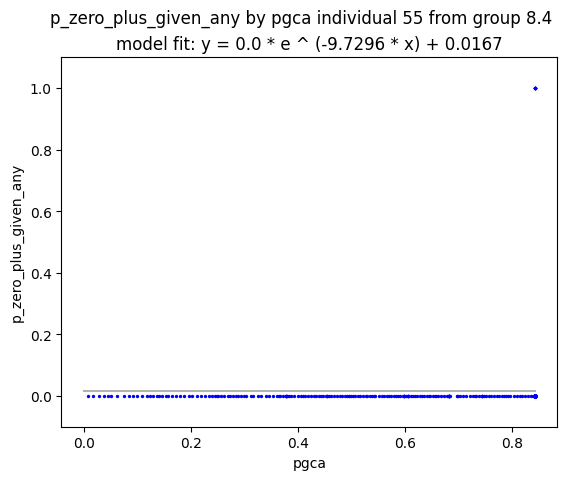 p_zero_plus_given_any by pgca individual 55 from group 8.4
model fit: y = 0.0 * e ^ (-9.7296 * x) + 0.0167
1.0
0.8
0.6
0.4
0.2
0.0
p_zero_plus_given_any
0.0 0.2 0.4 0.6 0.8
pgca